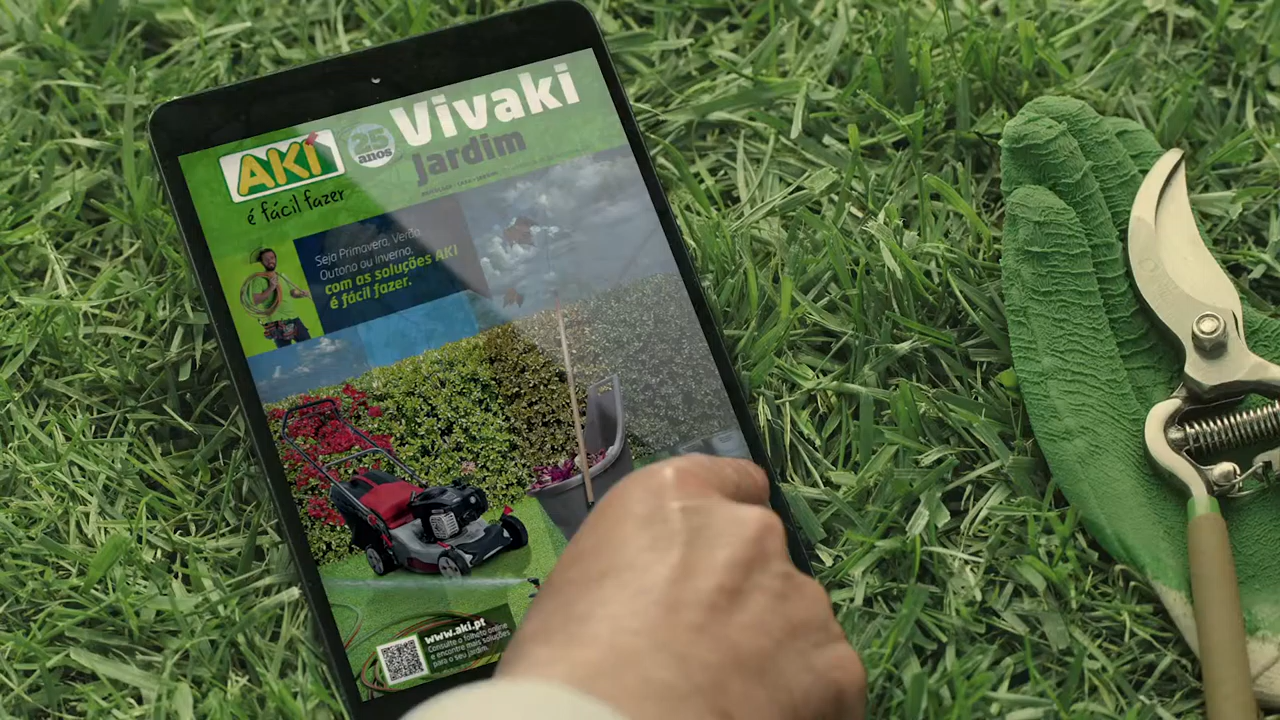 AKI
é fácil fazer
25
anos
Vivaki
Jardim
Seja Primavera, Verão,
Outono ou Inverno,
com as soluções AKI
é fácil fazer.
www.aki.pt
Consulte o folheto online
e encontre mais soluções
para o seu jardim.